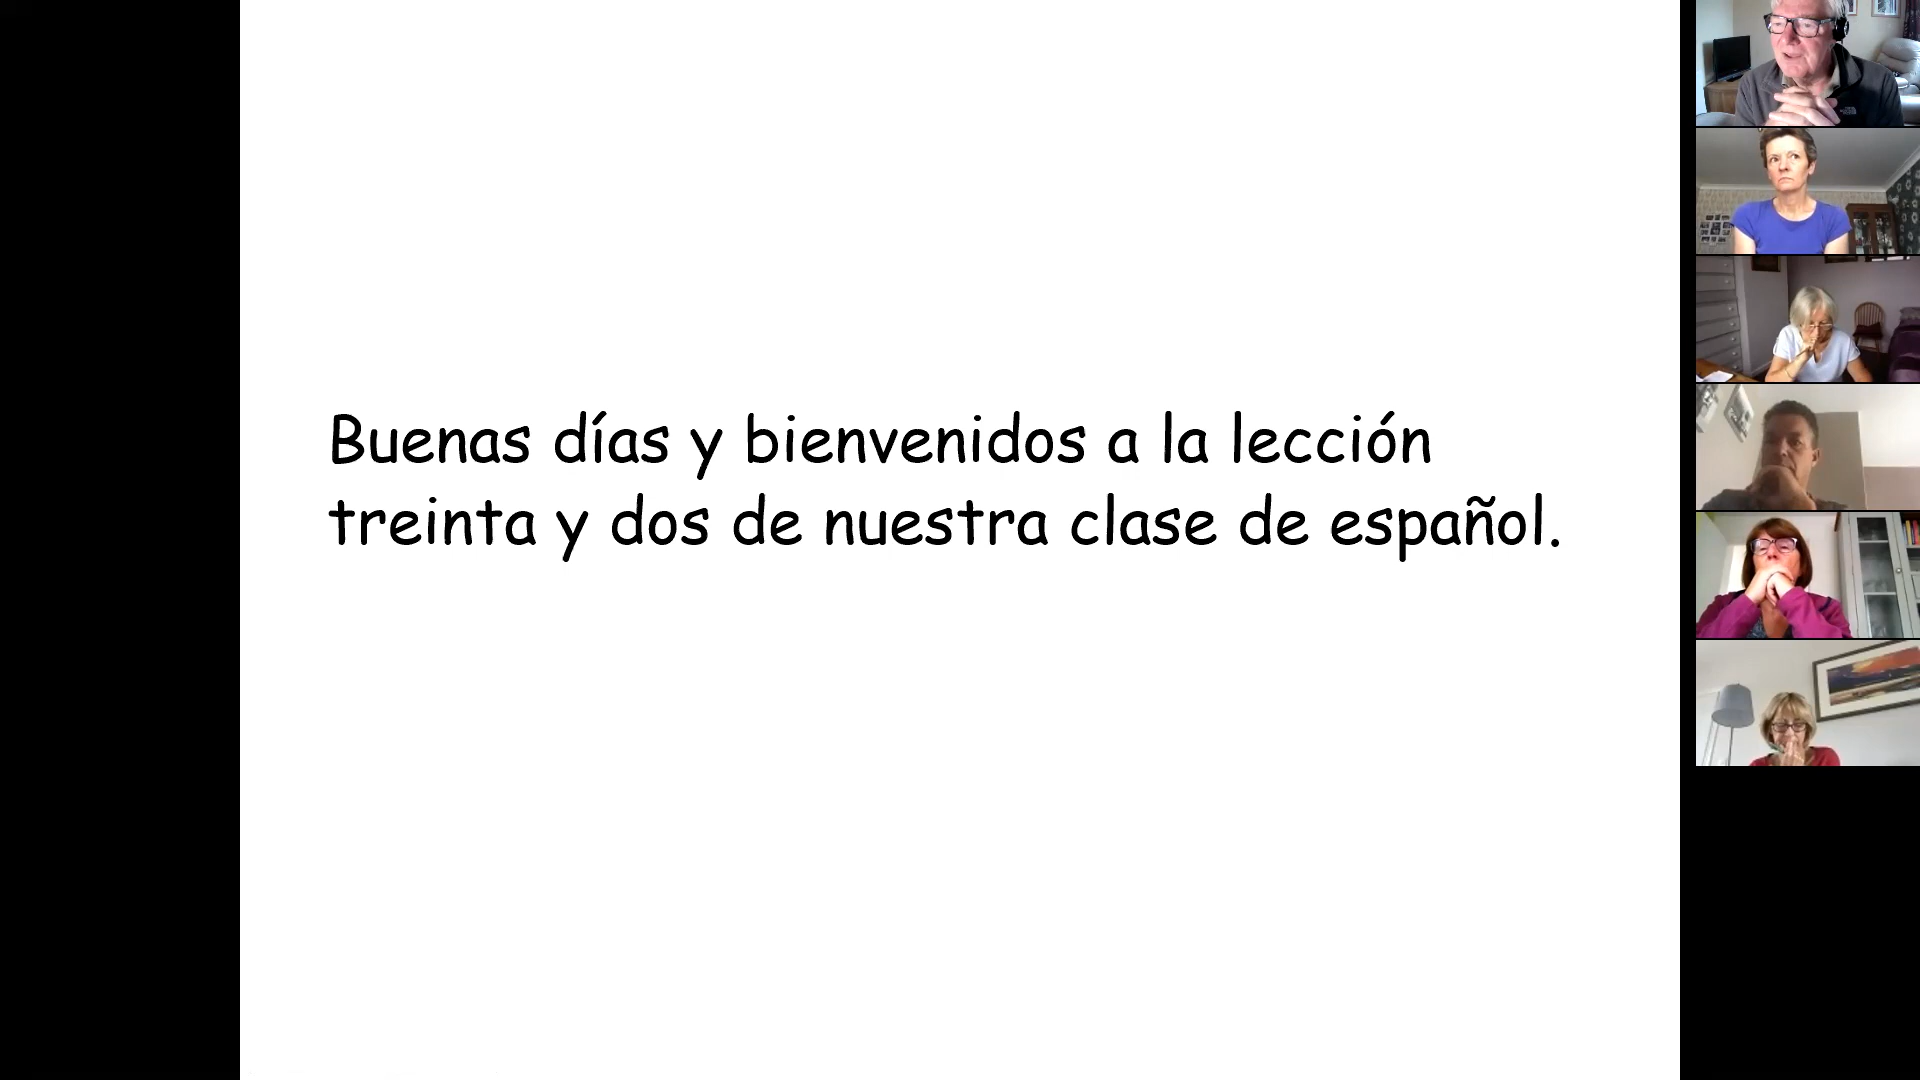 Buenas días y bienvenidos a la lección
treinta y dos de nuestra clase de español.